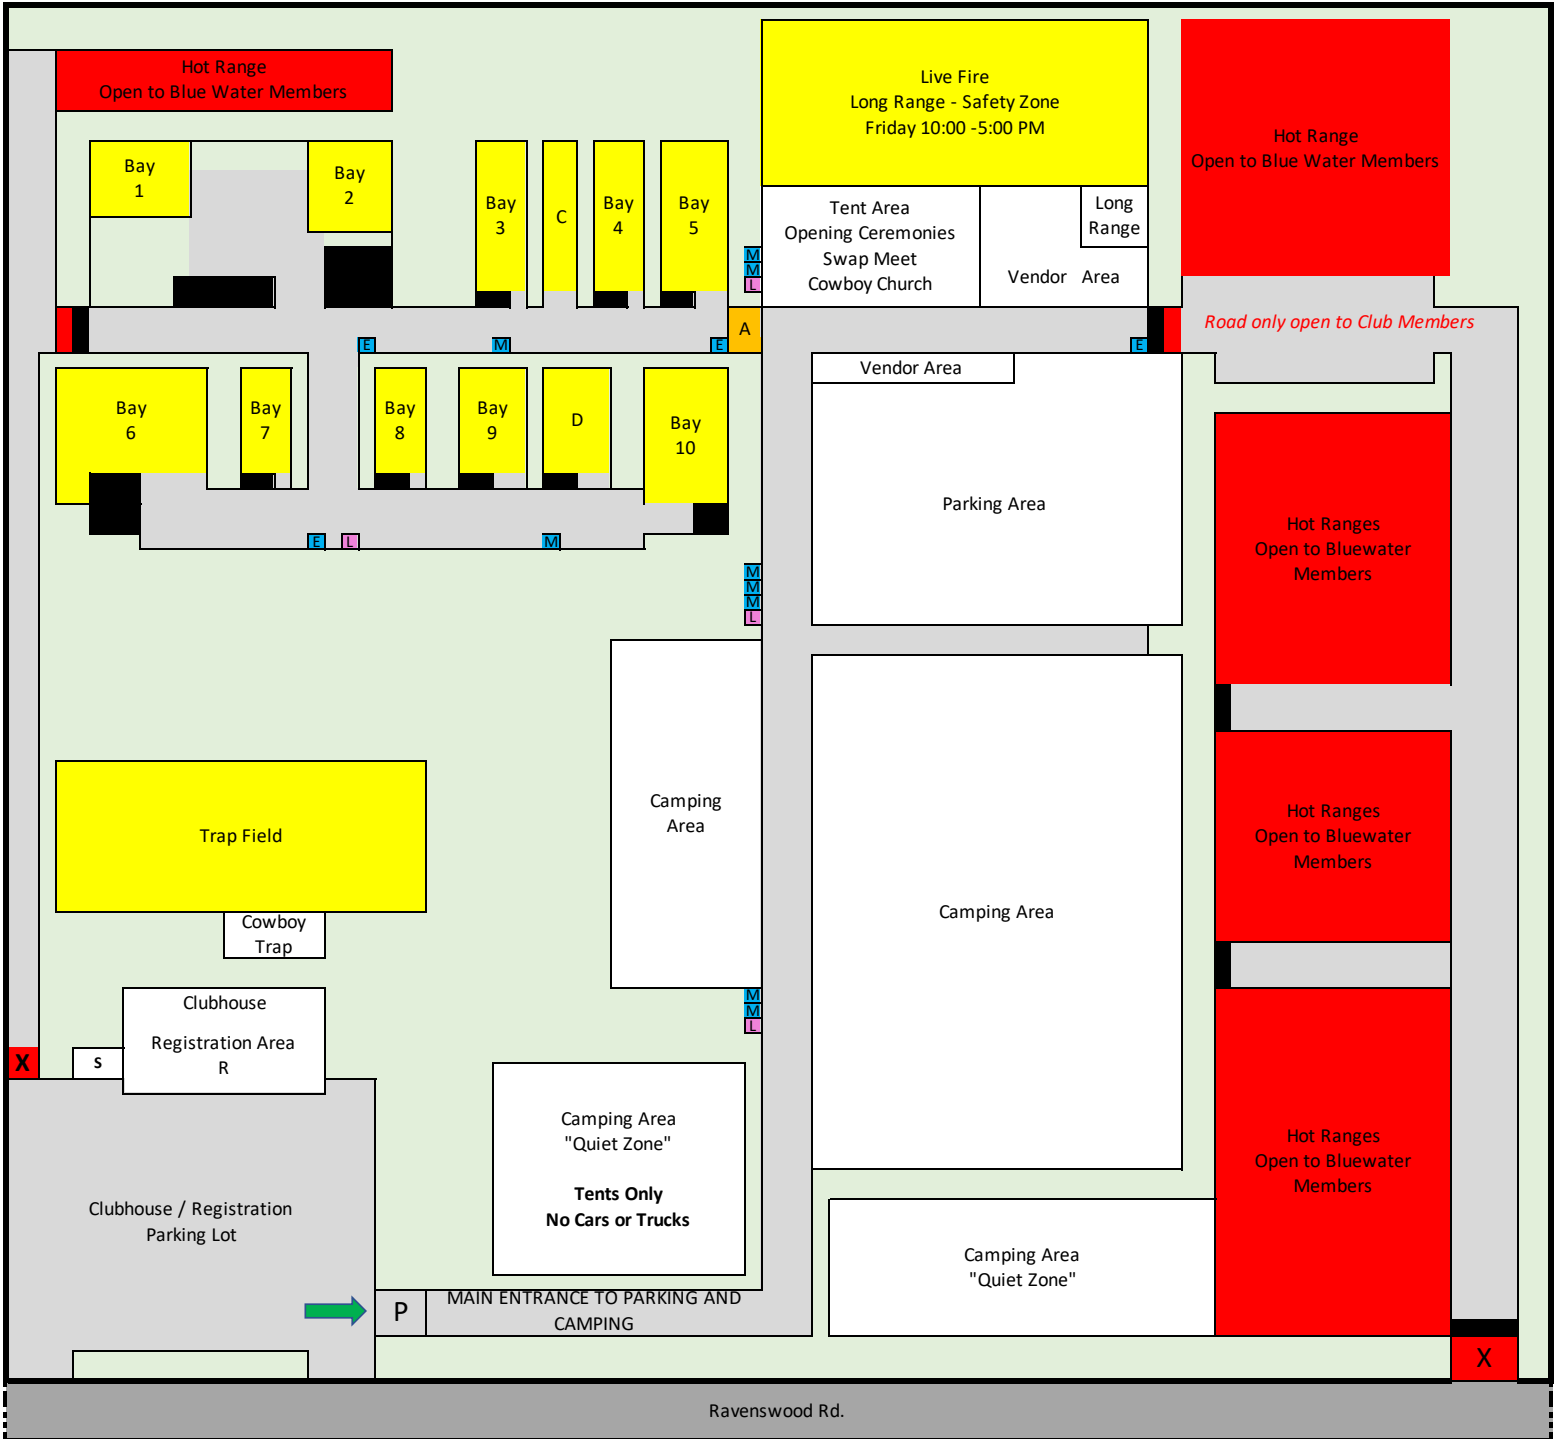 Hot Range
Open to Blue Water Members
Live Fire
Long Range - Safety Zone
Friday 10:00 -5:00 PM
Hot Range
Open to Blue Water Members
Bay
1
Bay
2
Bay
3
C
Bay
4
Bay
5
M
M
L
Tent Area
Opening Ceremonies
Swap Meet
Cowboy Church
Long
Range
Vendor Area
E
M
E
A
E
Road only open to Club Members
Vendor Area
Bay
6
Bay
7
Bay
8
Bay
9
D
Bay
10
Parking Area
Hot Ranges
Open to Bluewater
Members
E
L
M
M
M
M
L
Camping
Area
Trap Field
Hot Ranges
Open to Bluewater
Members
Camping Area
Cowboy
Trap
Clubhouse
Registration Area
R
M
M
L
X
S
Camping Area
"Quiet Zone"
Tents Only
No Cars or Trucks
Hot Ranges
Open to Bluewater
Members
Clubhouse / Registration
Parking Lot
Camping Area
"Quiet Zone"
P
MAIN ENTRANCE TO PARKING AND
CAMPING
X
Ravenswood Rd.